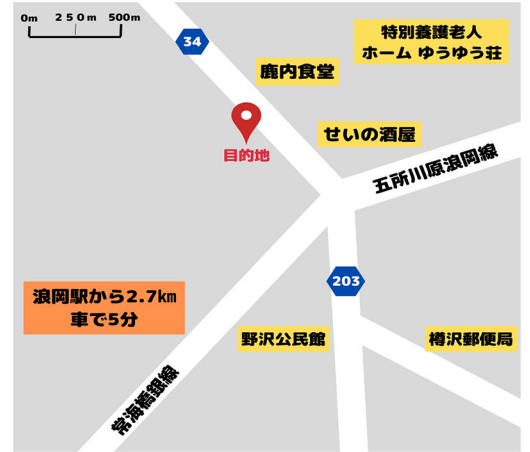 0m 250m 500m
34
特別養護老人
ホーム ゆうゆう荘
鹿内食堂
せいの酒屋
目的地
五所川原浪岡線
203
浪岡駅から2.7㎞
車で5分
野沢公民館
樽沢郵便局
常海橋銀線